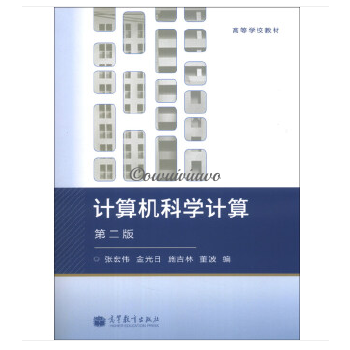 高等学校教材
Cowuiwuwo
计算机科学计算
第二版
张宏伟 金光日 施吉林 董波 编
高等教育出版社